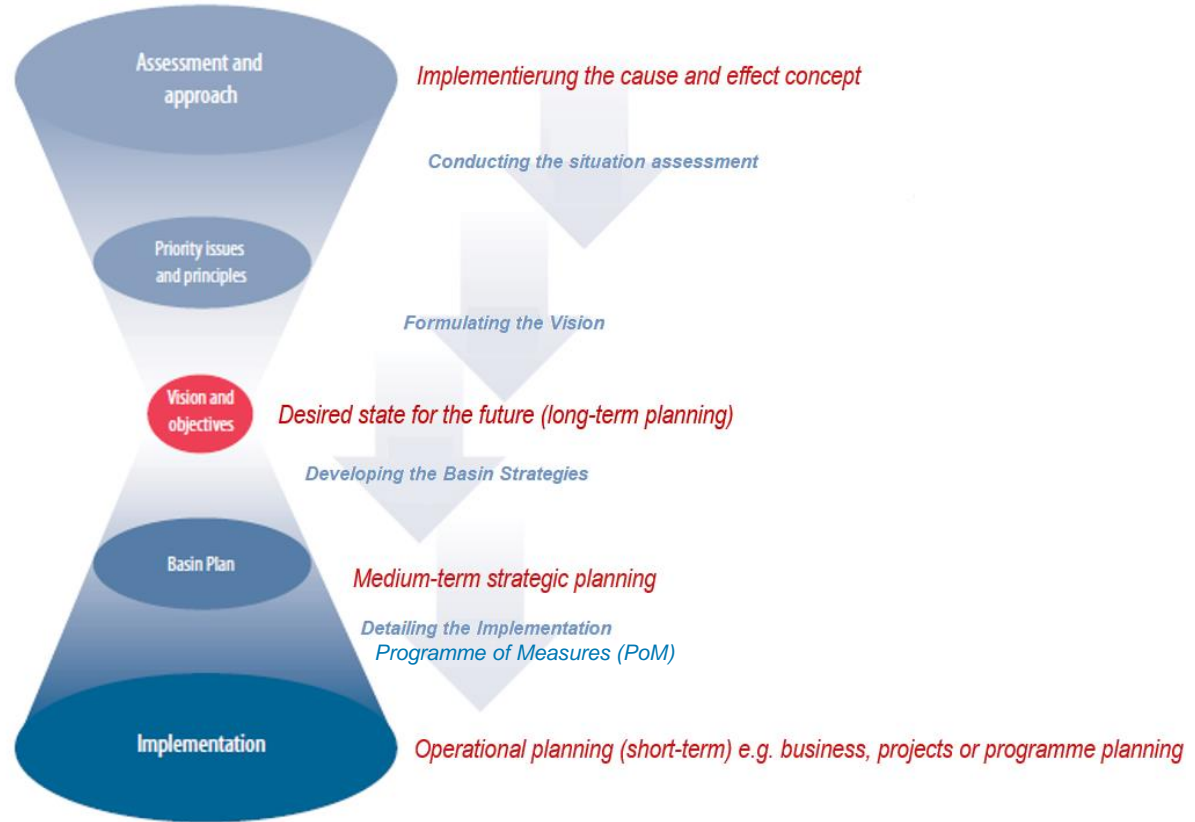 Assessment and
approach
Implementierung the cause and effect concept
Conducting the situation assessment
Priority issues
and principles
Formulating the Vision
Vision and
objectives
Desired state for the future (long-term planning)
Developing the Basin Strategies
Basin Plan
Medium-term strategic planning
Detailing the Implementation
Programme of Measures (PoM)
Implementation
Operational planning (short-term) e.g. business, projects or programme planning